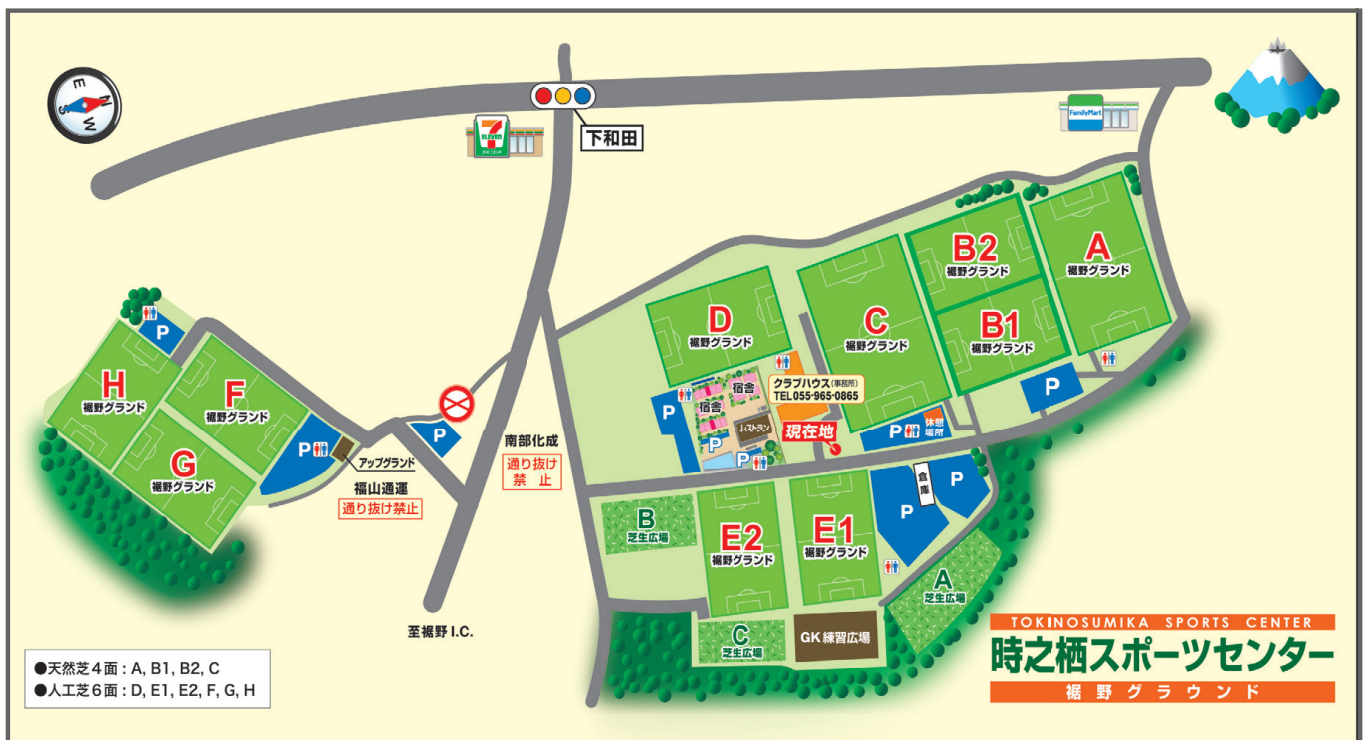 E
N
S
W
7
ELEVEN
下和田
FamilyMart
B2
裾野グランド
A
裾野グランド
D
裾野グランド
C
裾野グランド
B1
裾野グランド
P
H
裾野グランド
F
裾野グランド
G
裾野グランド
P
アップグランド
福山通運
通り抜け禁止
P
南部化成
通り抜け
禁 止
至裾野 I.C.
宿舎
宿舎
クラブハウス(事務所)
TEL055-965-0865
レストラン
現在地
P
P
P
P
休憩
場所
P
倉庫
P
P
B
芝生広場
E2
裾野グランド
E1
裾野グランド
A
芝生広場
C
芝生広場
GK 練習広場
●天然芝4面 : A, B1, B2, C
●人工芝6面 : D, E1, E2, F, G, H
TOKINOSUMIKA SPORTS CENTER
時之栖スポーツセンター
裾野グラウンド